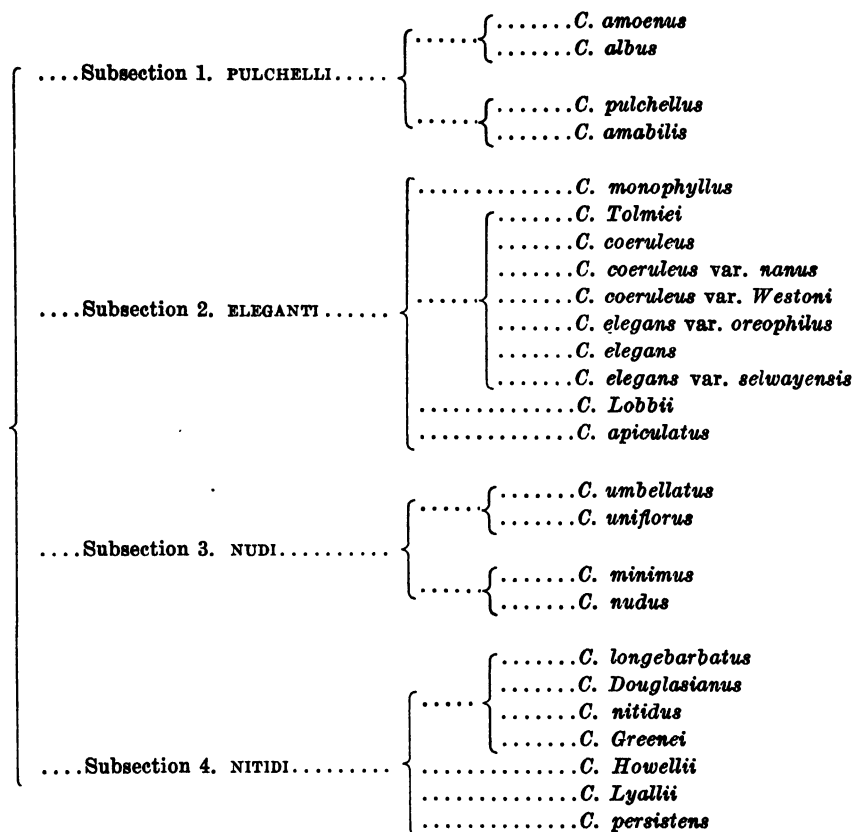 C. amoenus
C. albus
Subsection 1. PULCHELLI
C. pulchellus
C. amabilis
C. monophyllus
C. Tolmiei
C. coeruleus
C. coeruleus var. nanus
C. coeruleus var. Westoni
Subsection 2. ELEGANTI
C. elegans var. oreophilus
C. elegans
C. elegans var. selwayensis
C. Lobbii
C. apiculatus
C. umbellatus
C. uniflorus
Subsection 3. NUDI
C. minimus
C. nudus
C. longebarbatus
C. Douglasianus
C. nitidus
C. Greenei
Subsection 4. NITIDI
C. Howellii
C. Lyallii
C. persistens